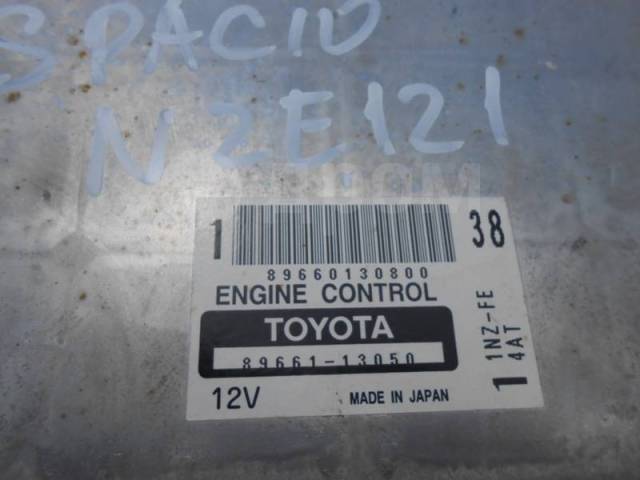 SPACIO
NZE121
1 38
89660130800
ENGINE CONTROL
TOYOTA
89661-13050
12V MADE IN JAPAN
1 1NZ-FE
4AT